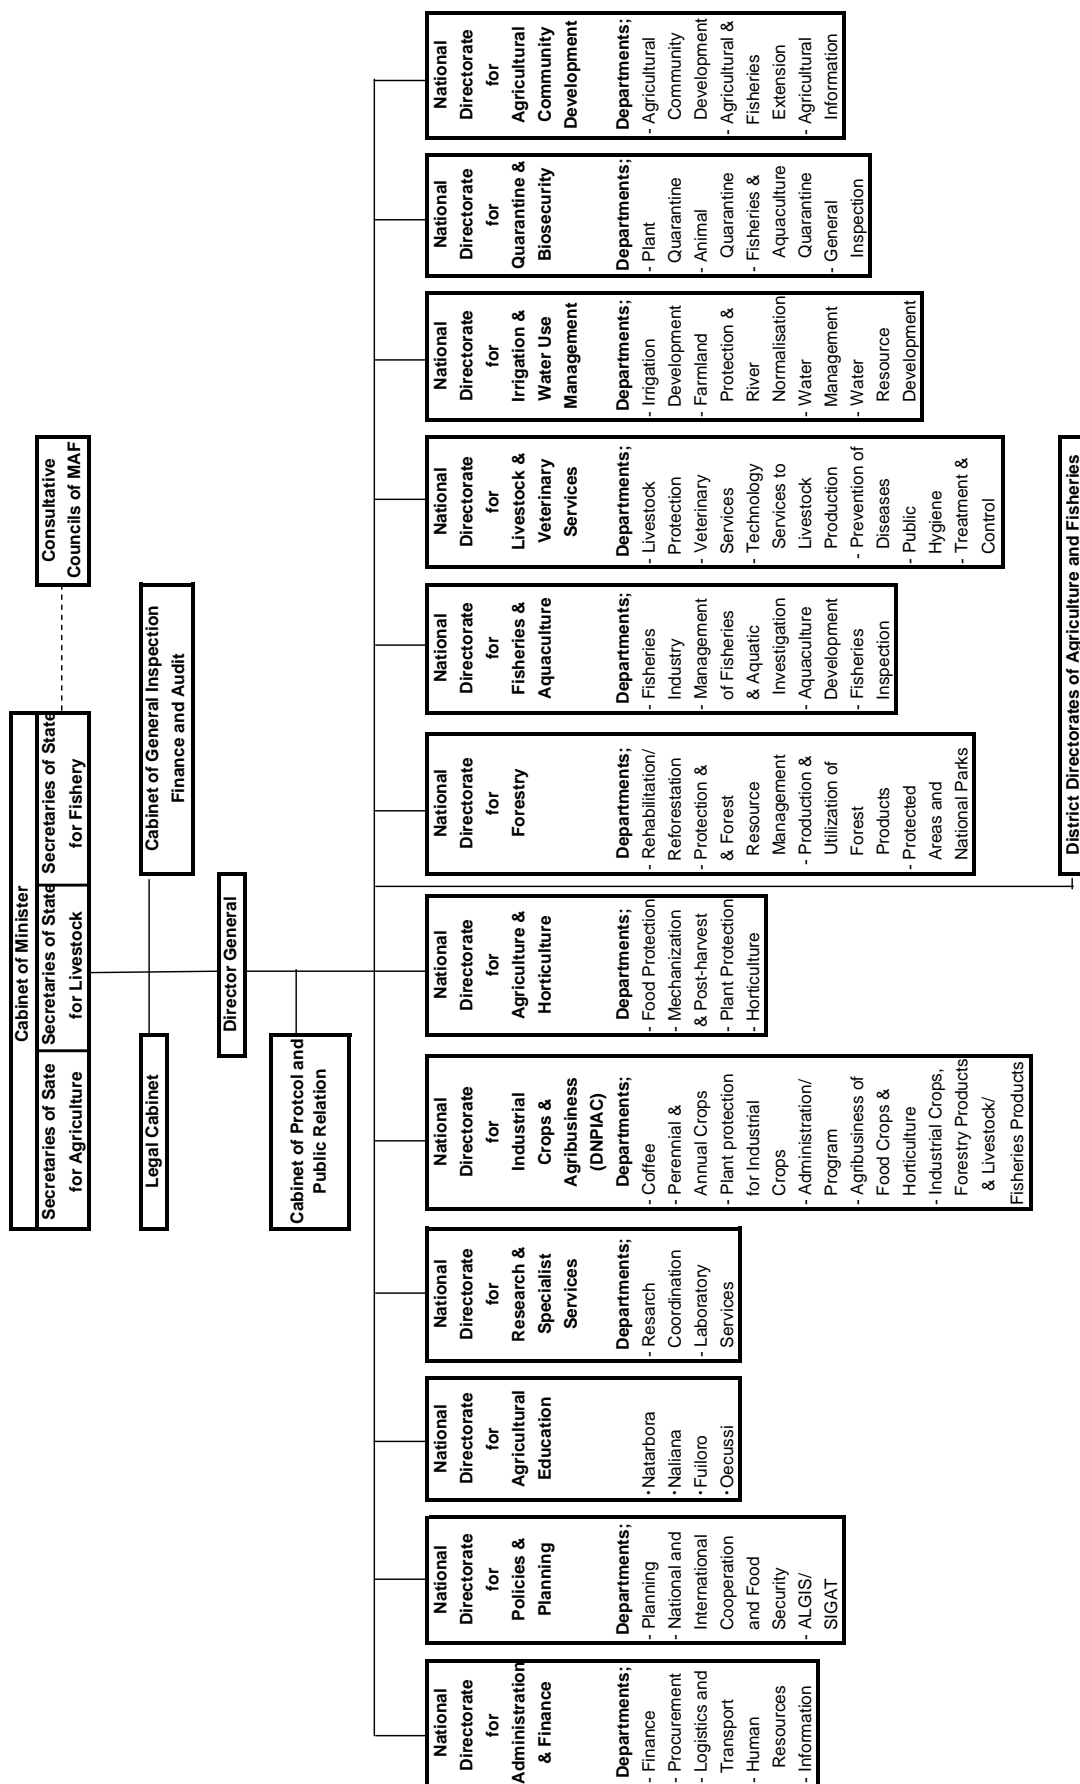 Cabinet of Minister
Secretaries of Sate
for Agriculture
Secretaries of State
for Livestock
Secretaries of State
for Fishery
Consultative
Councils of MAF
Legal Cabinet
Cabinet of General Inspection
Finance and Audit
Director General
Cabinet of Protcol and
Public Relation
National
Directorate
for
Administration
& Finance
Departments;
- Finance
- Procurement
- Logistics and
Transport
- Human
Resources
- Information
National
Directorate
for
Policies &
Planning
Departments;
- Planning
- National and
International
Cooperation
and Food
Security
- ALGIS/
SIGAT
National
Directorate
for
Agricultural
Education
・Natarbora
・Naliana
・Fuiloro
・Oecussi
National
Directorate
for
Research &
Specialist
Services
Departments;
- Resarch
Coordination
- Laboratory
Services
National
Directorate
for
Industrial
Crops &
Agribusiness
(DNPIAC)
Departments;
- Coffee
- Perennial &
Annual Crops
- Plant protection
for Industrial
Crops
- Administration/
Program
- Agribusiness of
Food Crops &
Horticulture
- Industrial Crops,
Forestry Products
& Livestock/
Fisheries Products
National
Directorate
for
Agriculture &
Horticulture
Departments;
- Food Protection
- Mechanization
& Post-harvest
- Plant Protection
- Horticulture
National
Directorate
for
Forestry
Departments;
- Rehabilitation/
Reforestation
- Protection &
& Forest
Resource
Management
- Production &
Utilization of
Forest
Products
- Protected
Areas and
National Parks
National
Directorate
for
Fisheries &
Aquaculture
Departments;
- Fisheries
Industry
- Management
of Fisheries
& Aquatic
Investigation
- Aquaculture
Development
- Fisheries
Inspection
National
Directorate
for
Livestock &
Veterinary
Services
Departments;
- Livestock
Protection
- Veterinary
Services
- Technology
Services to
Livestock
Production
- Prevention of
Diseases
- Public
Hygiene
- Treatment &
Control
National
Directorate
for
Irrigation &
Water Use
Management
Departments;
- Irrigation
Development
- Farmland
Protection &
River
Normalisation
- Water
Management
- Water
Resource
Development
National
Directorate
for
Quarantine &
Biosecurity
Departments;
- Plant
Quarantine
- Animal
Quarantine
- Fisheries &
Aquaculture
Quarantine
- General
Inspection
National
Directorate
for
Agricultural
Community
Development
Departments;
- Agricultural
Community
Development
- Agricultural &
Fisheries
Extension
- Agricultural
Information
District Directorates of Agriculture and Fisheries